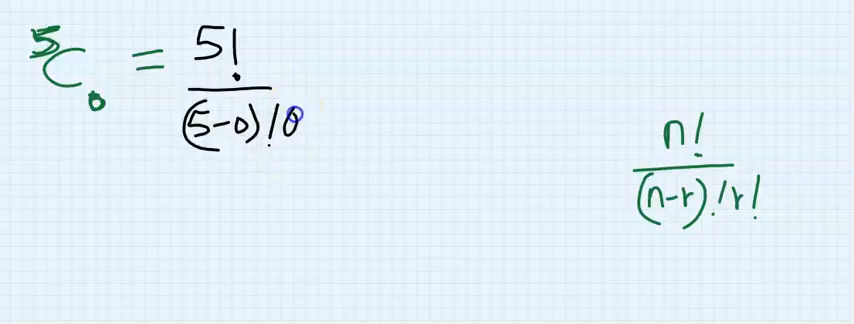 ⁵C₀ = 5! / (5-0)!0
n! / (n-r)!r!